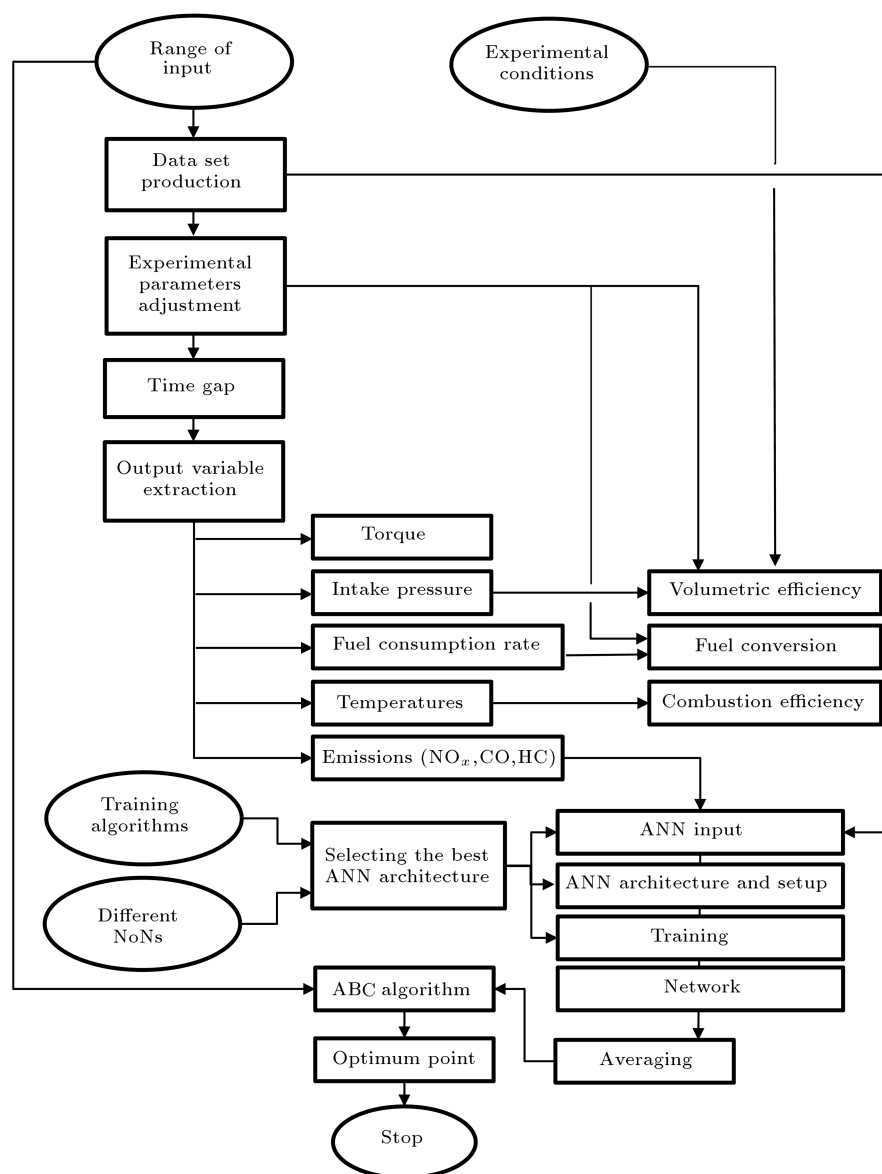 Range of
input
Experimental
conditions
Data set
production
Experimental
parameters
adjustment
Time gap
Output variable
extraction
Torque
Intake pressure
Volumetric efficiency
Fuel consumption rate
Fuel conversion
Temperatures
Combustion efficiency
Emissions (NOₓ,CO,HC)
Training
algorithms
ANN input
Selecting the best
ANN architecture
ANN architecture and setup
Different
NoNs
Training
ABC algorithm
Network
Optimum point
Averaging
Stop